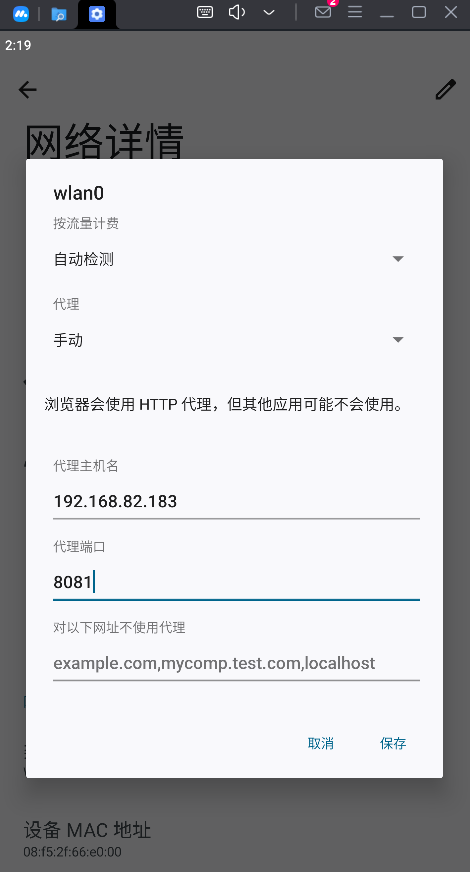 2
2:19
网络详情
wlan0
按流量计费
自动检测
代理
手动
浏览器会使用 HTTP 代理，但其他应用可能不会使用。
代理主机名
192.168.82.183
代理端口
8081
对以下网址不使用代理
example.com,mycomp.test.com,localhost
取消
保存
设备 MAC 地址
08:f5:2f:66:e0:00